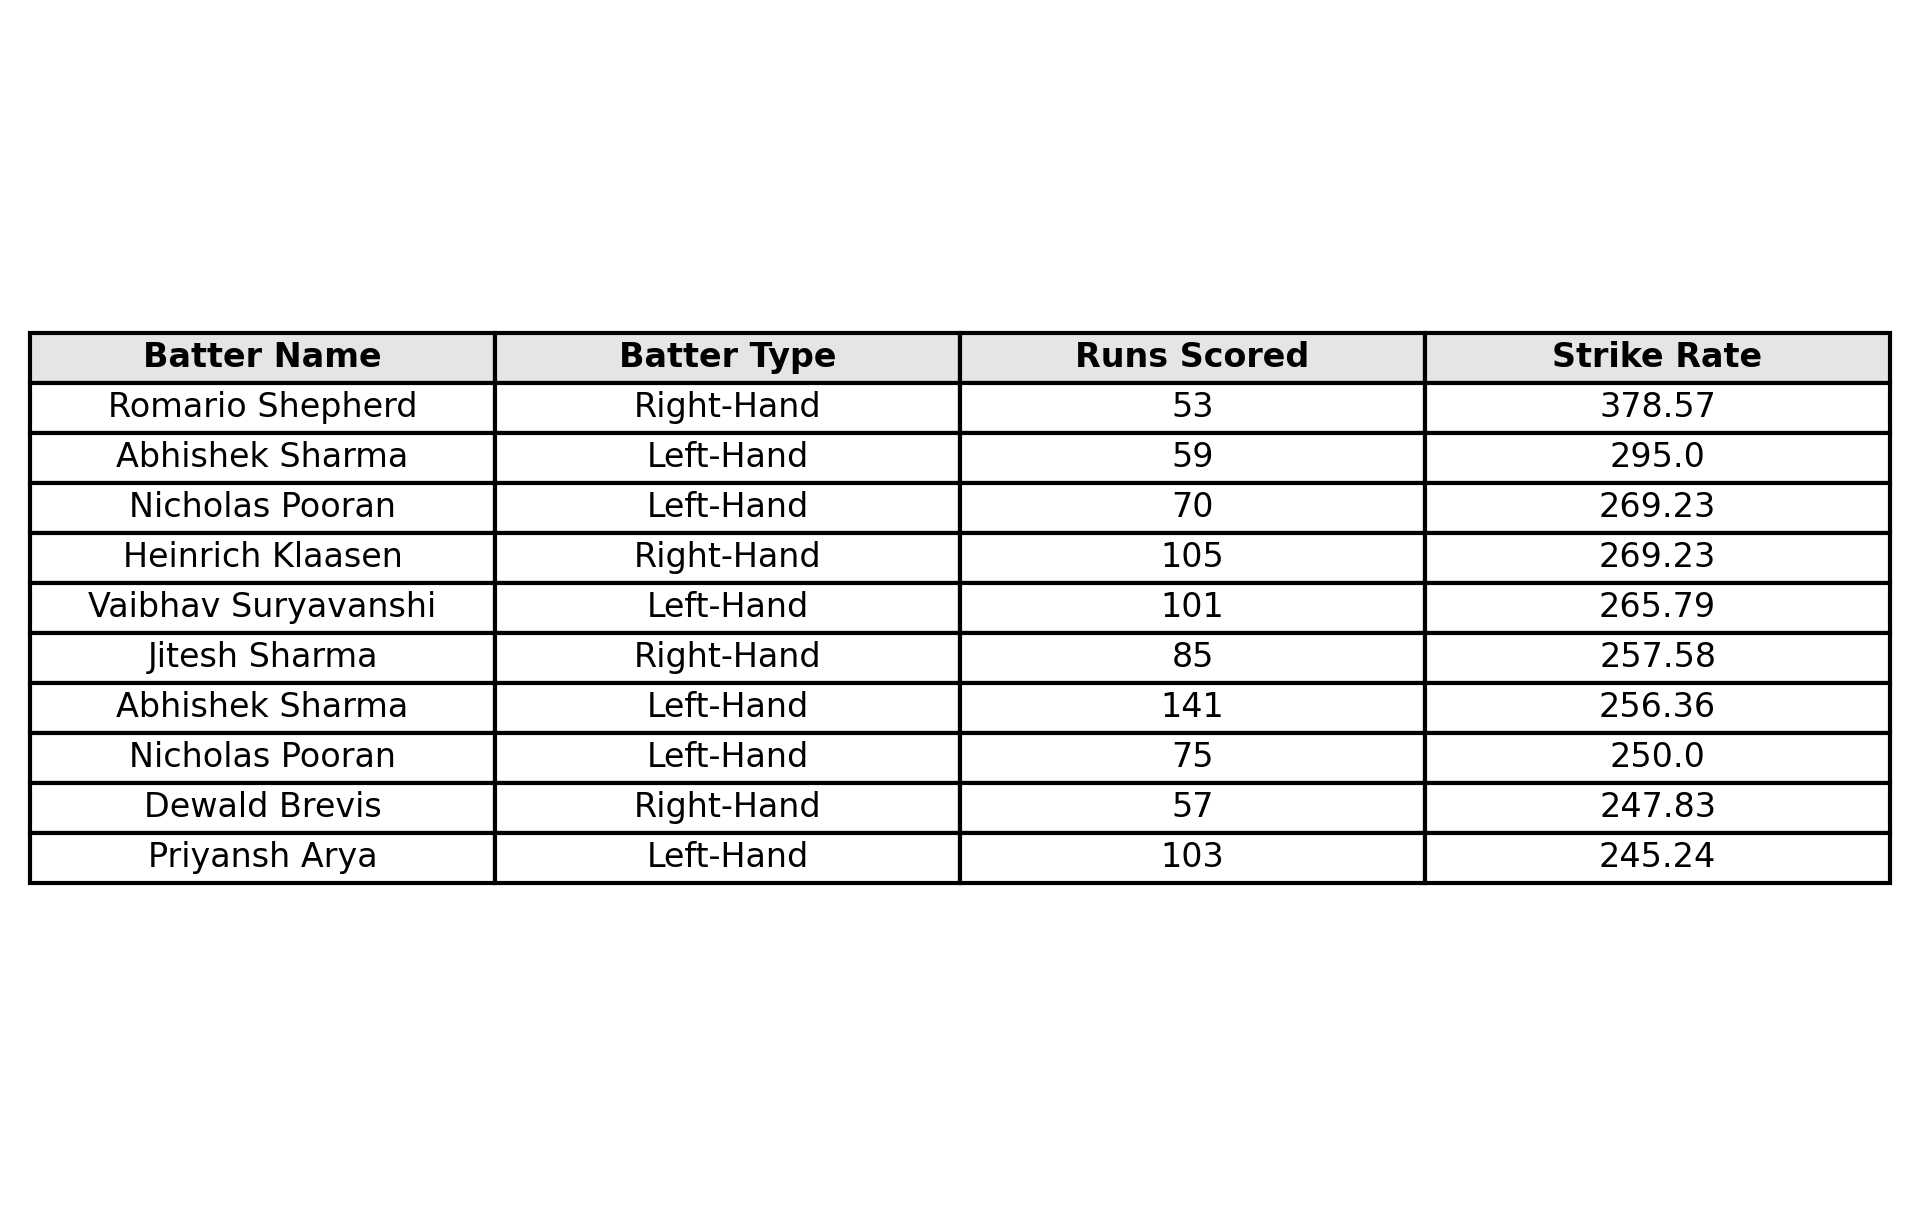 Batter Name Batter Type Runs Scored Strike Rate
Romario Shepherd Right-Hand 53 378.57
Abhishek Sharma Left-Hand 59 295.0
Nicholas Pooran Left-Hand 70 269.23
Heinrich Klaasen Right-Hand 105 269.23
Vaibhav Suryavanshi Left-Hand 101 265.79
Jitesh Sharma Right-Hand 85 257.58
Abhishek Sharma Left-Hand 141 256.36
Nicholas Pooran Left-Hand 75 250.0
Dewald Brevis Right-Hand 57 247.83
Priyansh Arya Left-Hand 103 245.24